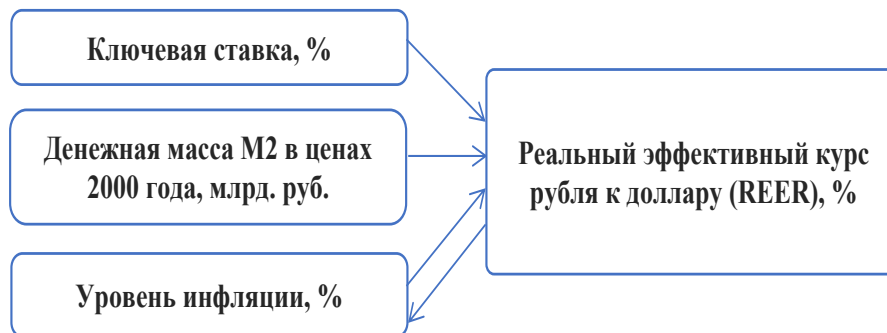 Ключевая ставка, %
Денежная масса М2 в ценах
2000 года, млрд. руб.
Уровень инфляции, %
Реальный эффективный курс
рубля к доллару (REER), %